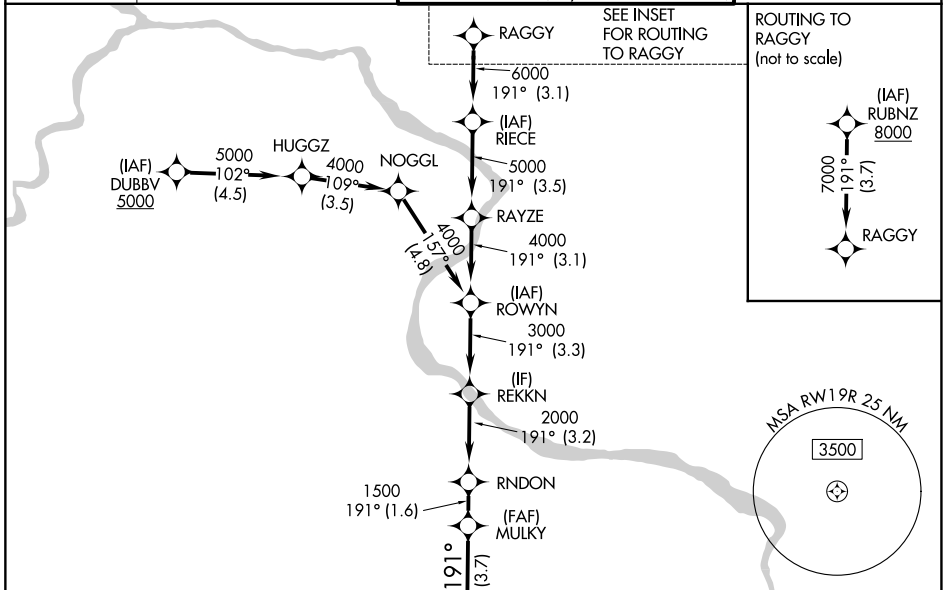 RAGGY
SEE INSET
FOR ROUTING
TO RAGGY
ROUTING TO
RAGGY
(not to scale)
6000
191° (3.1)
(IAF)
RIECE
(IAF)
RUBNZ
8000
7000
191°
(3.7)
RAGGY
(IAF)
DUBBV
5000
5000
102°
(4.5)
HUGGZ
4000
109°
(3.5)
NOGGL
5000
191° (3.5)
RAYZE
4000
157°
(4.8)
4000
191° (3.1)
(IAF)
ROWYN
3000
191° (3.3)
(IF)
REKKN
2000
191° (3.2)
MSA RW19R 25 NM
3500
RNDON
1500
191° (1.6)
(FAF)
MULKY
191°
(3.7)